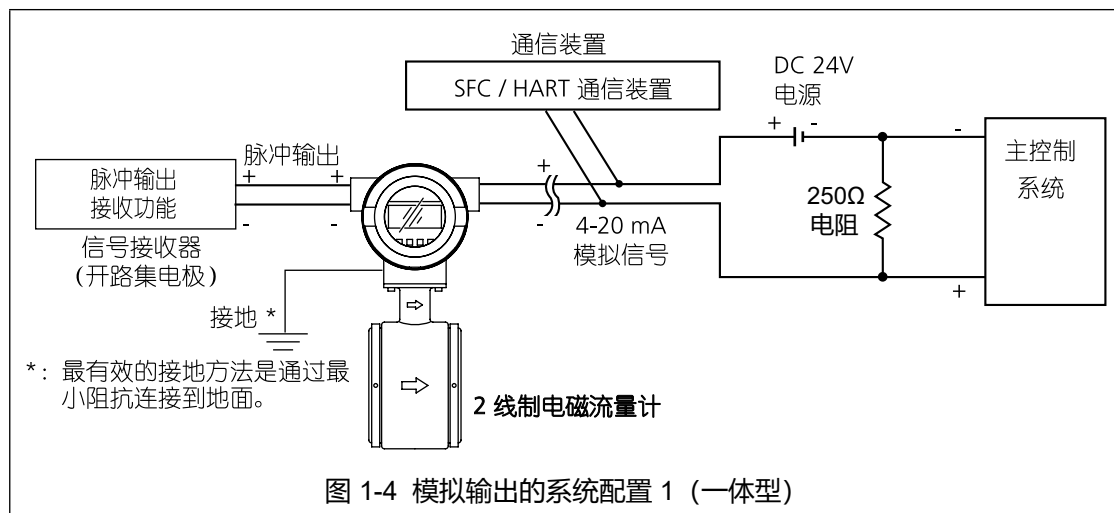 通信装置
SFC / HART 通信装置
DC 24V
电源
+ -
脉冲输出
+ +
脉冲输出
接收功能
- -
信号接收器
(开路集电极)
+
-
4-20 mA
模拟信号
250Ω
电阻
-
主控制
系统
+
接地 *
*: 最有效的接地方法是通过最
小阻抗连接到地面。
2 线制电磁流量计
图 1-4 模拟输出的系统配置 1 (一体型)